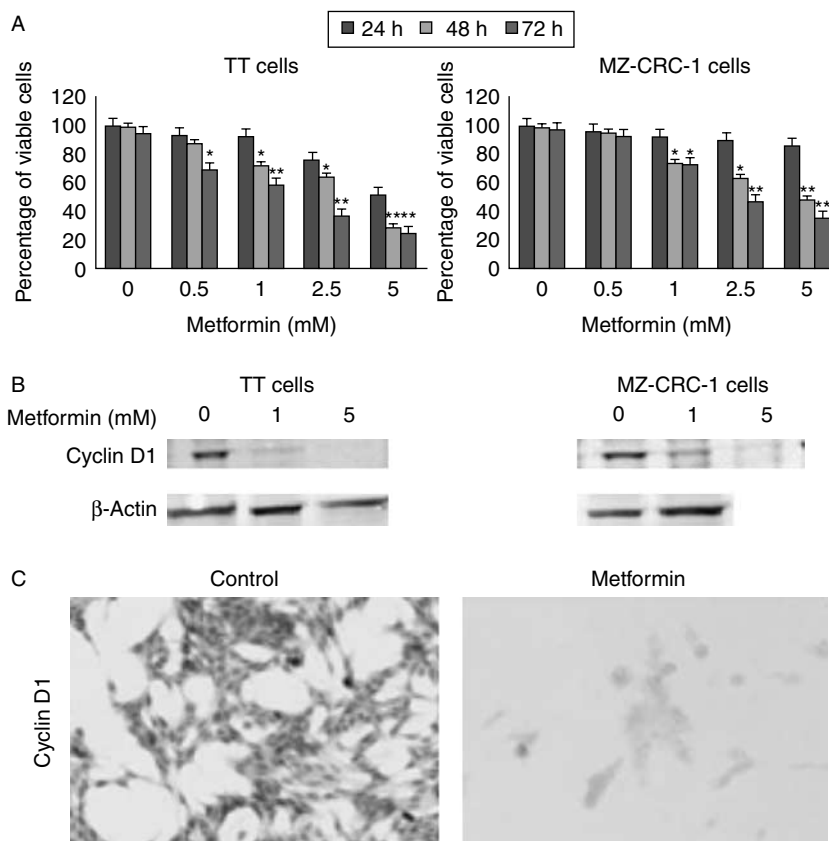 A
24 h 48 h 72 h
TT cells
Percentage of viable cells
120
100
80
60
40
20
0
* * ** * ** ** **
0 0.5 1 2.5 5
Metformin (mM)
MZ-CRC-1 cells
Percentage of viable cells
120
100
80
60
40
20
0
* * * ** ** **
0 0.5 1 2.5 5
Metformin (mM)
B
TT cells
MZ-CRC-1 cells
Metformin (mM) 0 1 5 0 1 5
Cyclin D1
β-Actin
C
Control
Metformin
Cyclin D1